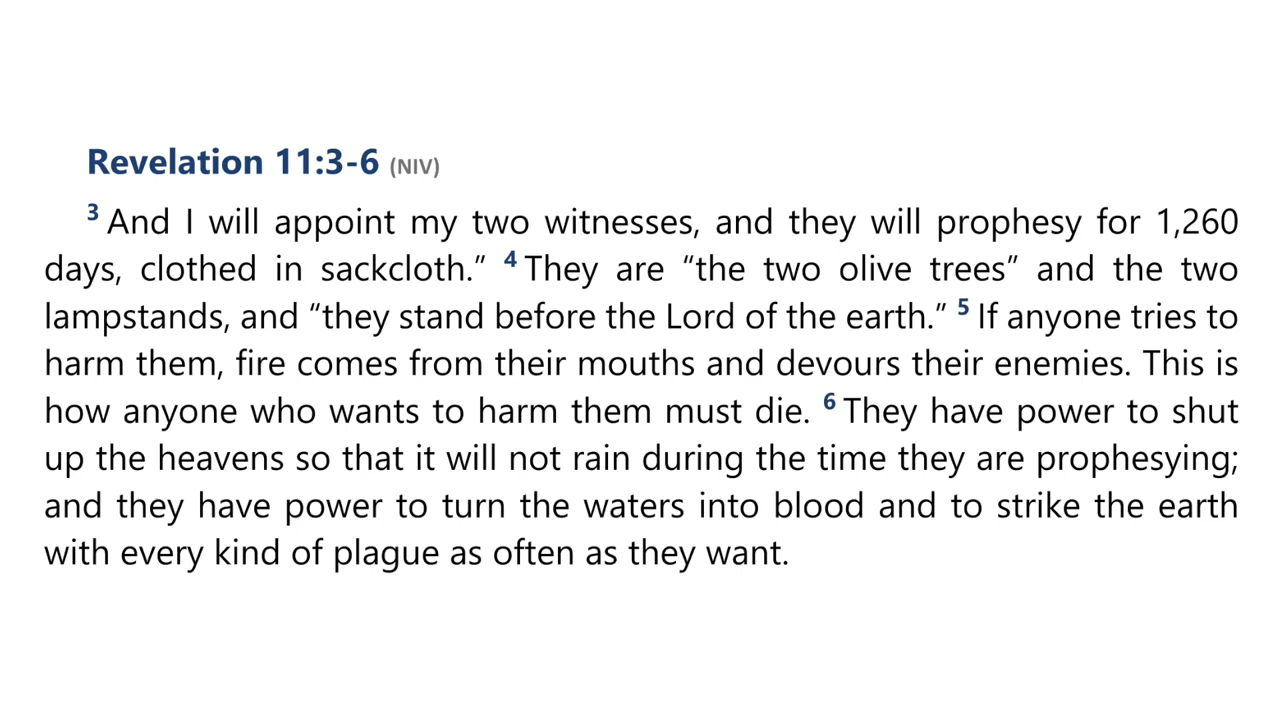 Revelation 11:3-6 (NIV)
3 And I will appoint my two witnesses, and they will prophesy for 1,260
days, clothed in sackcloth.” 4 They are “the two olive trees” and the two
lampstands, and “they stand before the Lord of the earth.” 5 If anyone tries to
harm them, fire comes from their mouths and devours their enemies. This is
how anyone who wants to harm them must die. 6 They have power to shut
up the heavens so that it will not rain during the time they are prophesying;
and they have power to turn the waters into blood and to strike the earth
with every kind of plague as often as they want.